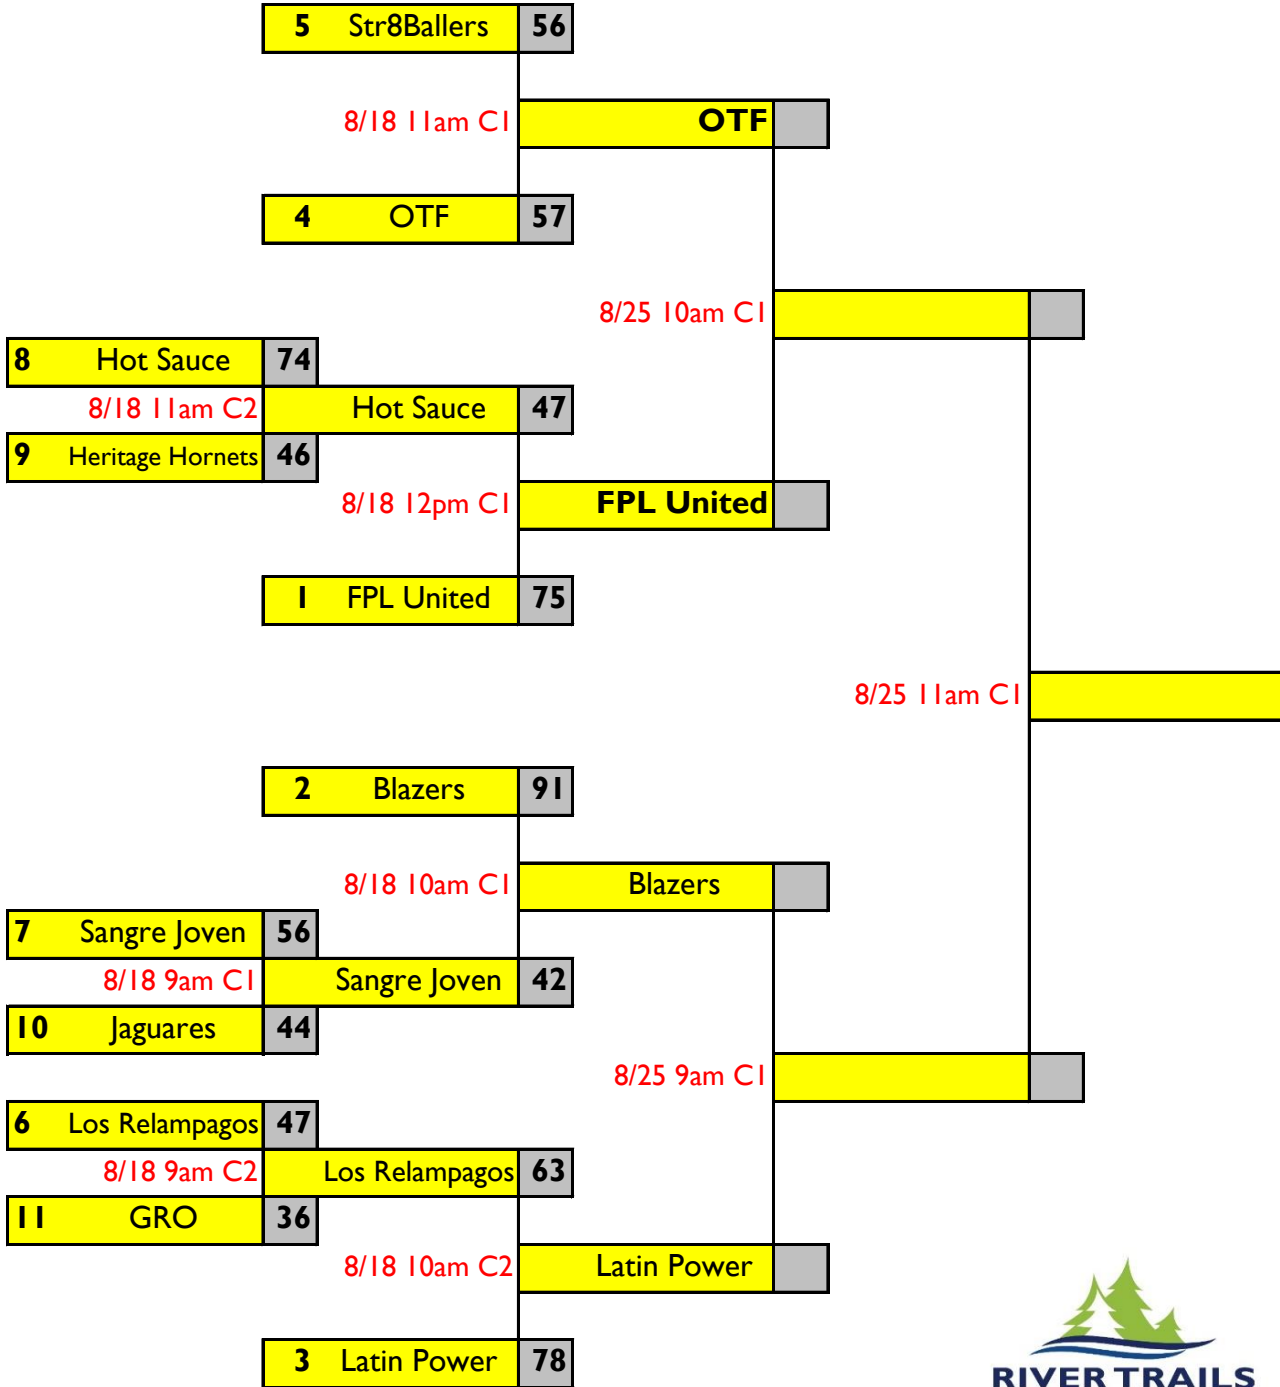 5 Str8Ballers 56
8/18 11am C1 OTF
4 OTF 57
8/25 10am C1
8 Hot Sauce 74
8/18 11am C2 Hot Sauce 47
9 Heritage Hornets 46
8/18 12pm C1 FPL United
1 FPL United 75
8/25 11am C1
2 Blazers 91
8/18 10am C1 Blazers
7 Sangre Joven 56
8/18 9am C1 Sangre Joven 42
10 Jaguares 44
8/25 9am C1
6 Los Relampagos 47
8/18 9am C2 Los Relampagos 63
11 GRO 36
8/18 10am C2 Latin Power
3 Latin Power 78
RIVER TRAILS